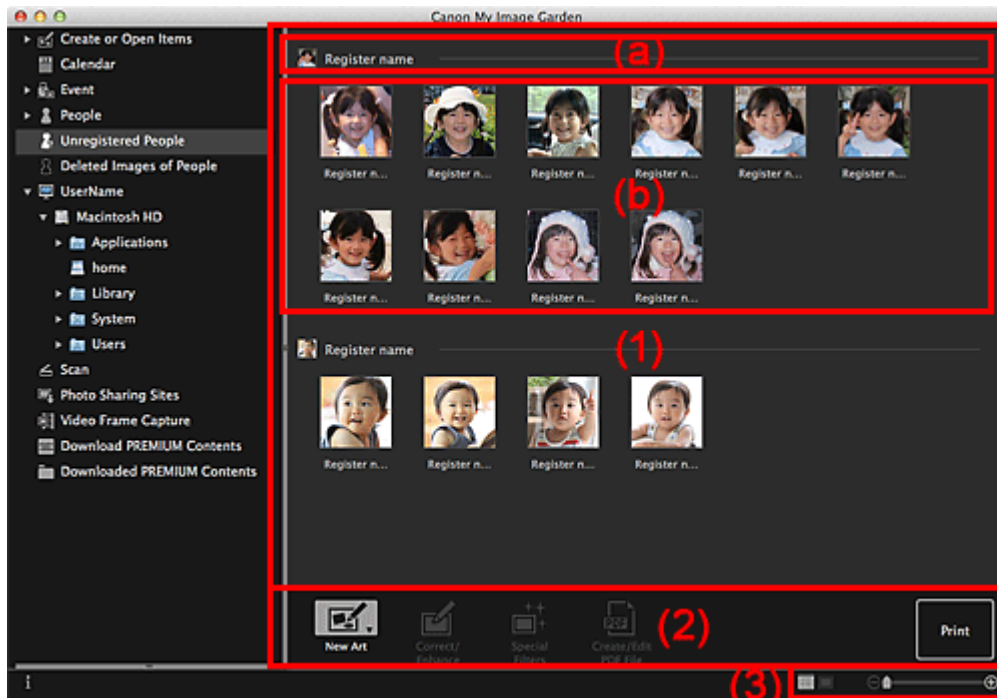 Canon My Image Garden
Create or Open Items
Calendar
Event
People
Unregistered People
Deleted Images of People
UserName
Macintosh HD
Applications
home
Library
System
Users
Scan
Photo Sharing Sites
Video Frame Capture
Download PREMIUM Contents
Downloaded PREMIUM Contents
Register name
(a)
Register n... Register n... Register n... Register n... Register n... Register n...
(b)
Register n... Register n... Register n... Register n...
Register name
(1)
Register n... Register n... Register n... Register n...
New Art
Correct/
Enhance
Special
Filters
Create/Edit
PDF File
(2)
Print
(3)